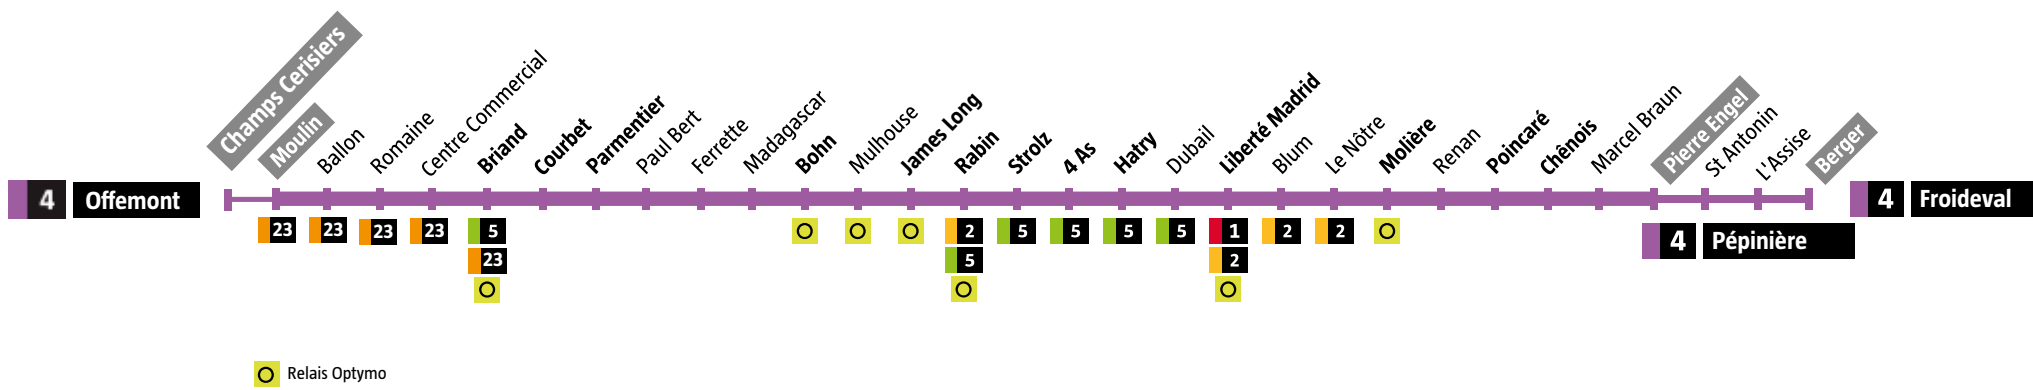 Champs Cerisiers
Moulin
Ballon
Romaine
Centre Commercial
Briand
Courbet
Parmentier
Paul Bert
Ferrette
Madagascar
Bohn
Mulhouse
James Long
Rabin
Strolz
4 As
Hatry
Dubail
Liberté Madrid
Blum
Le Nôtre
Molière
Renan
Poincaré
Chênois
Marcel Braun
Pierre Engel
St Antonin
L'Assise
Berger
4 Offemont
4 Froideval
23 23 23 23 5 2 5 5 5 5 1 2 2
4 Pépinière
23 5 2
Relais Optymo